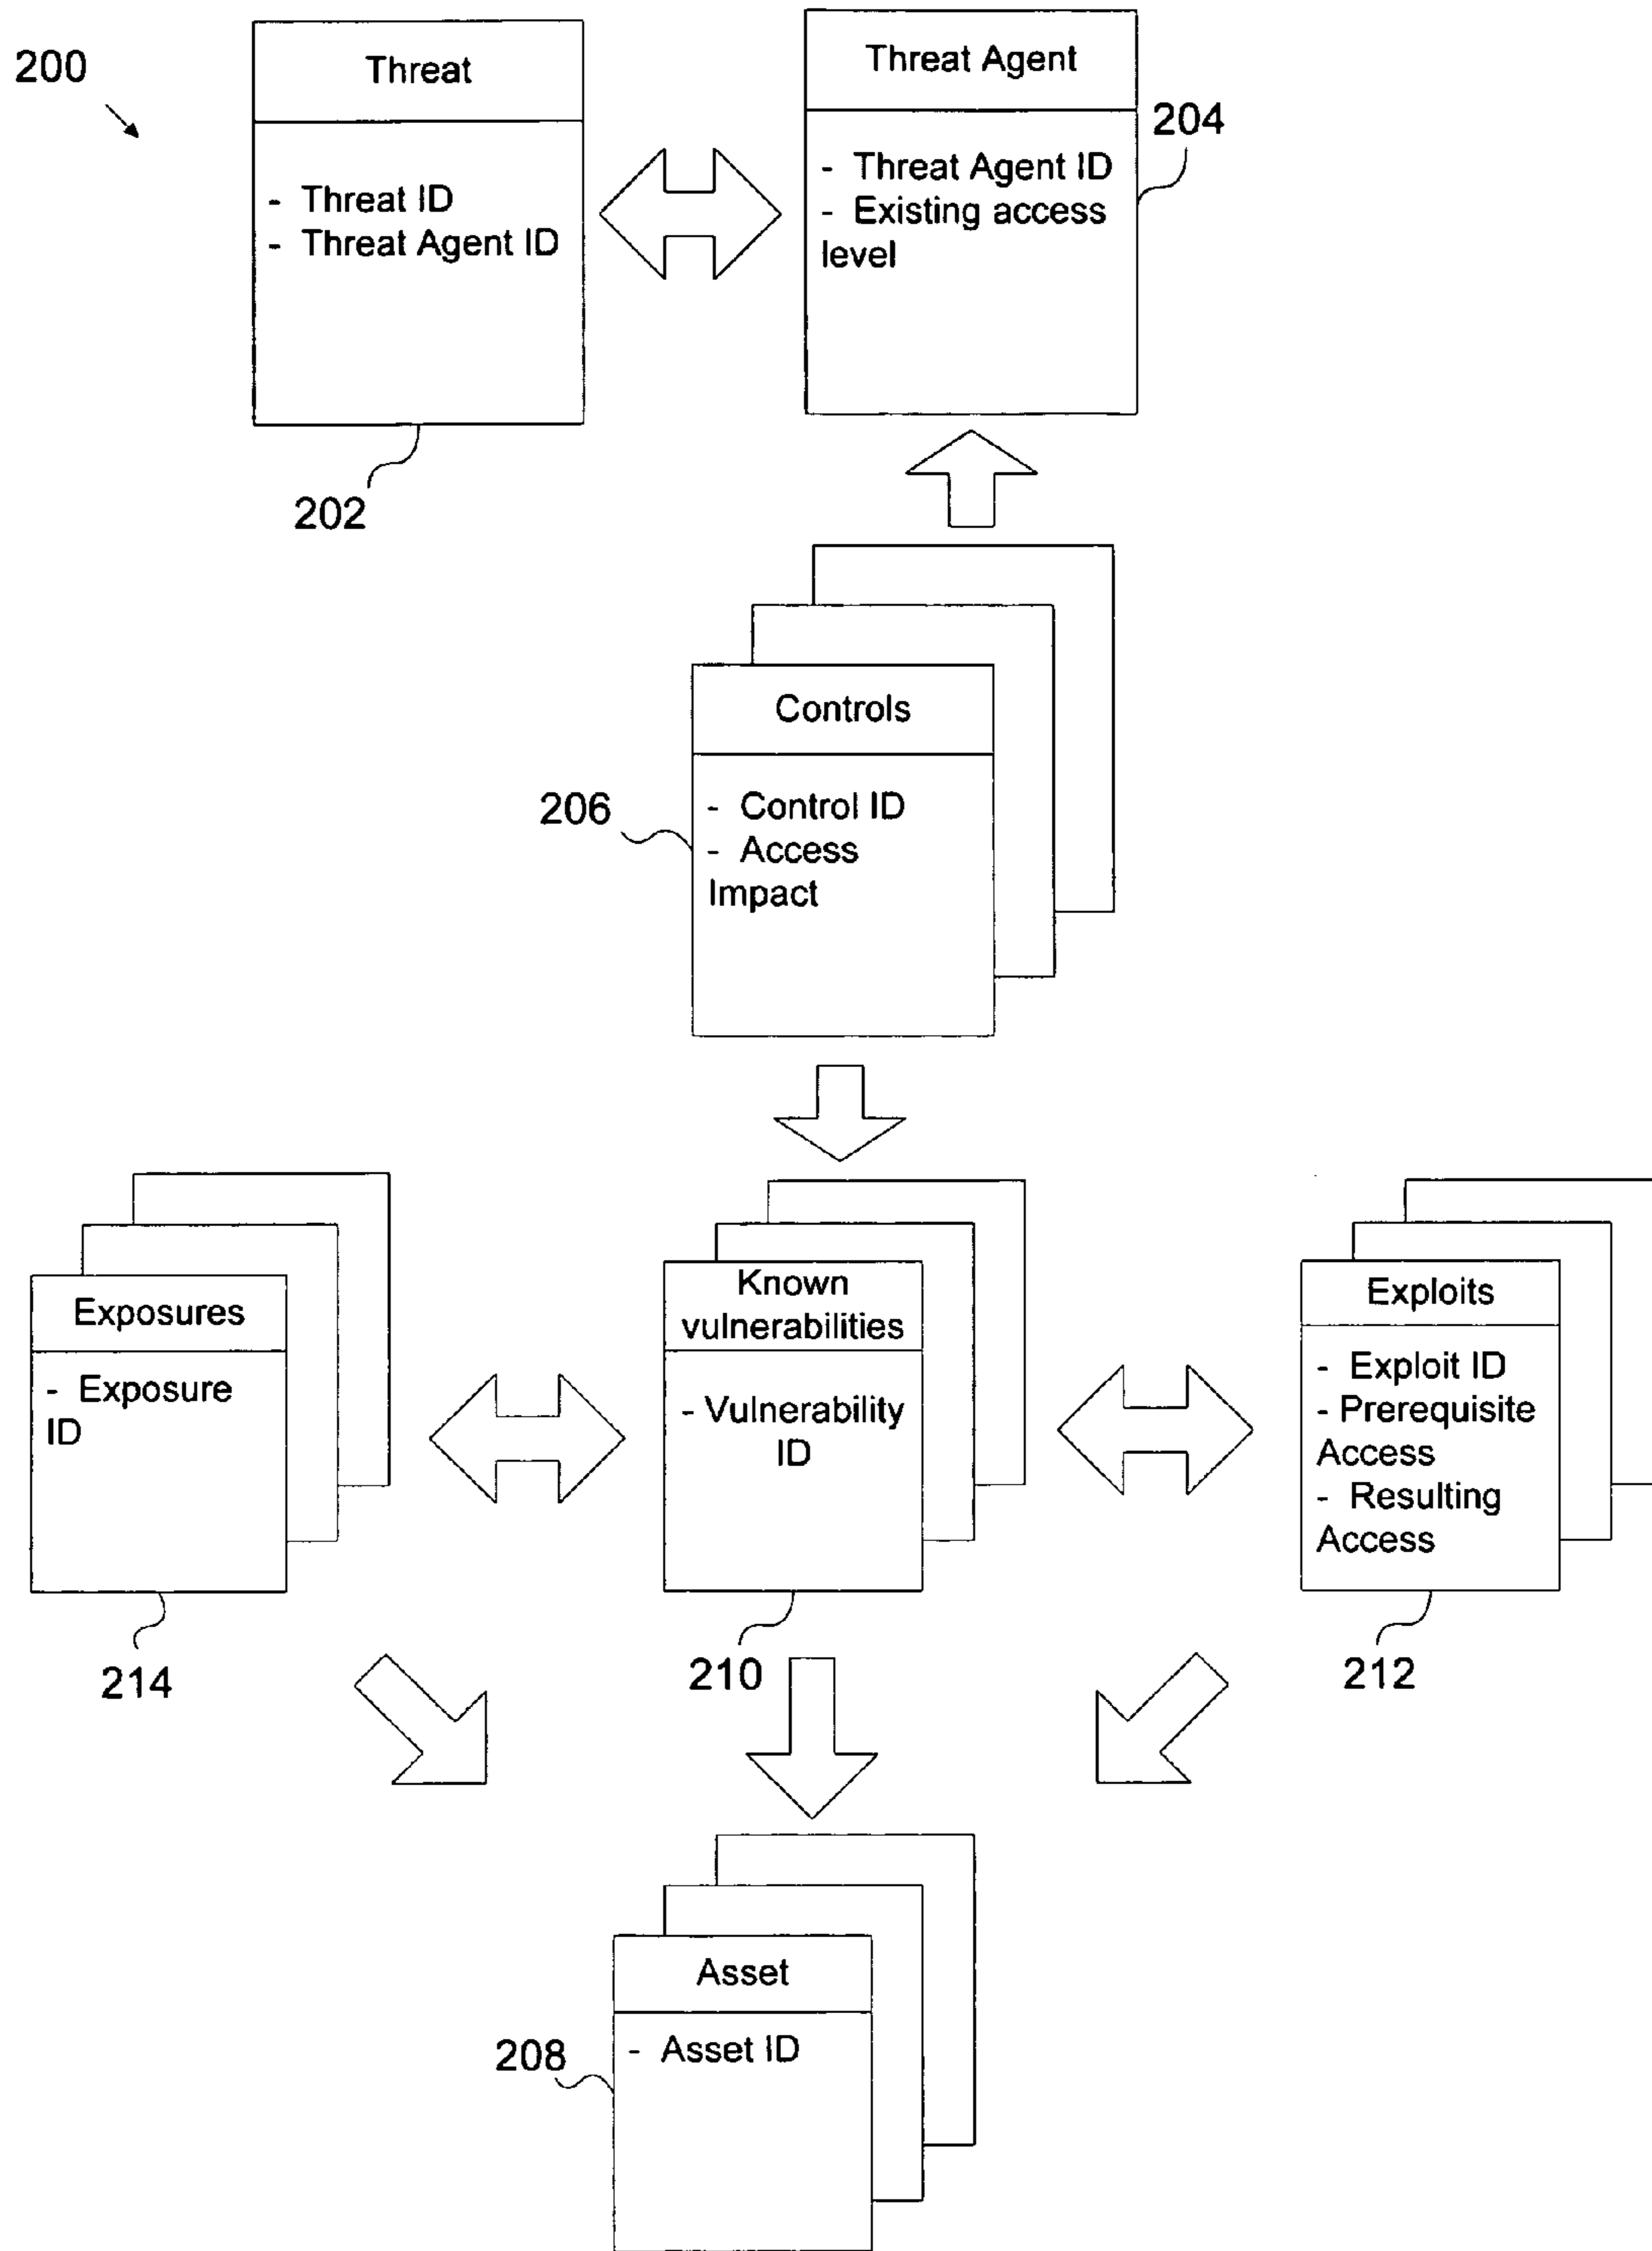 200
Threat
- Threat ID
- Threat Agent ID
202
Threat Agent
- Threat Agent ID
- Existing access
level
204
Controls
- Control ID
- Access
Impact
206
Exposures
- Exposure
ID
214
Known
vulnerabilities
- Vulnerability
ID
210
Exploits
- Exploit ID
- Prerequisite
Access
- Resulting
Access
212
Asset
- Asset ID
208